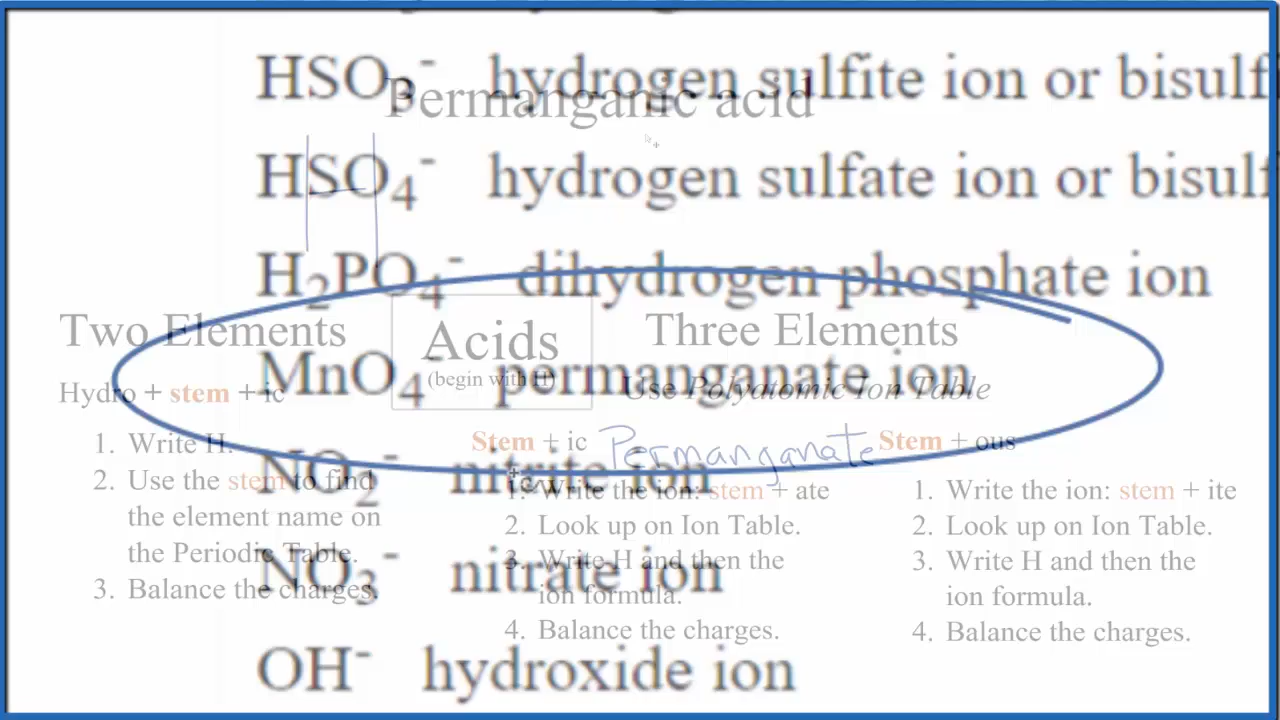 HSO3- hydrogen sulfite ion or bisulf
Permanganic acid
HSO4- hydrogen sulfate ion or bisulf
H2PO4- dihydrogen phosphate ion
Two Elements
Acids
(begin with H)
Three Elements
MnO4- permanganate ion
Hydro + stem + ic
Use Polyatomic Ion Table
1. Write H.
2. Use the stem to find
the element name on
the Periodic Table.
3. Balance the charges.
Stem + ic
Permanganate
1. Write the ion: stem + ate
2. Look up on Ion Table.
3. Write H and then the
ion formula.
4. Balance the charges.
Stem + ous
1. Write the ion: stem + ite
2. Look up on Ion Table.
3. Write H and then the
ion formula.
4. Balance the charges.
NO2- nitrite ion
NO3- nitrate ion
OH- hydroxide ion